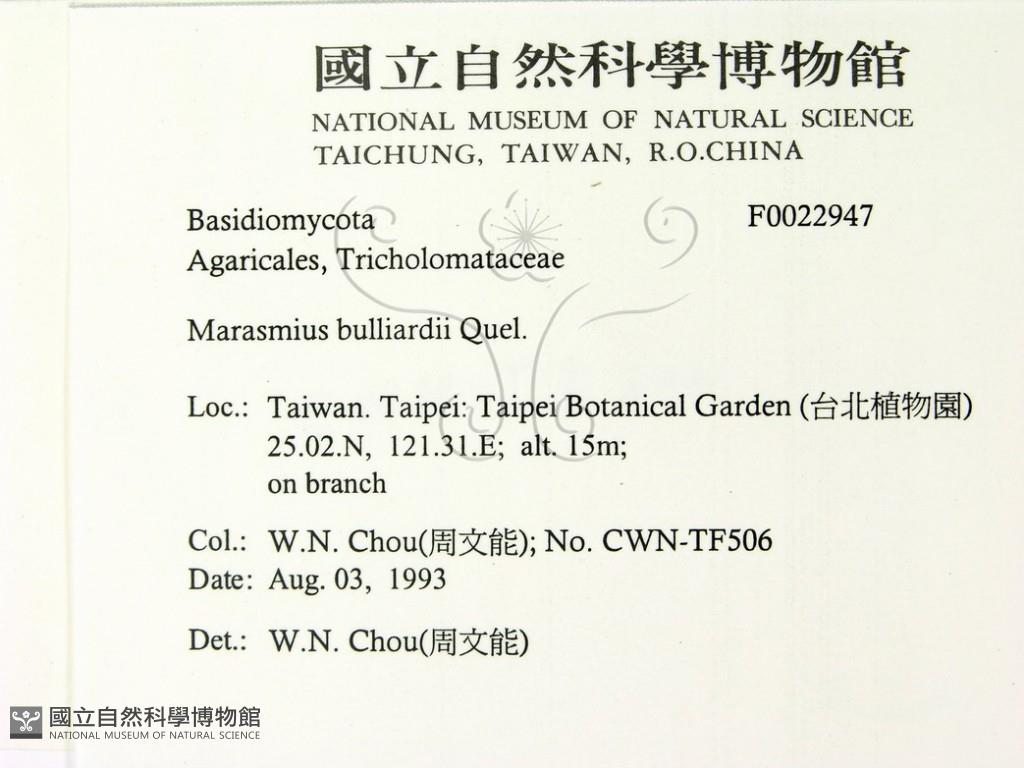 國立自然科學博物館
NATIONAL MUSEUM OF NATURAL SCIENCE
TAICHUNG, TAIWAN, R.O.CHINA
Basidiomycota F0022947
Agaricales, Tricholomataceae
Marasmius bulliardii Quel.
Loc.: Taiwan. Taipei: Taipei Botanical Garden (台北植物園)
25.02.N, 121.31.E; alt. 15m;
on branch
Col.: W.N. Chou(周文能); No. CWN-TF506
Date: Aug. 03, 1993
Det.: W.N. Chou(周文能)
國立自然科學博物館
NATIONAL MUSEUM OF NATURAL SCIENCE